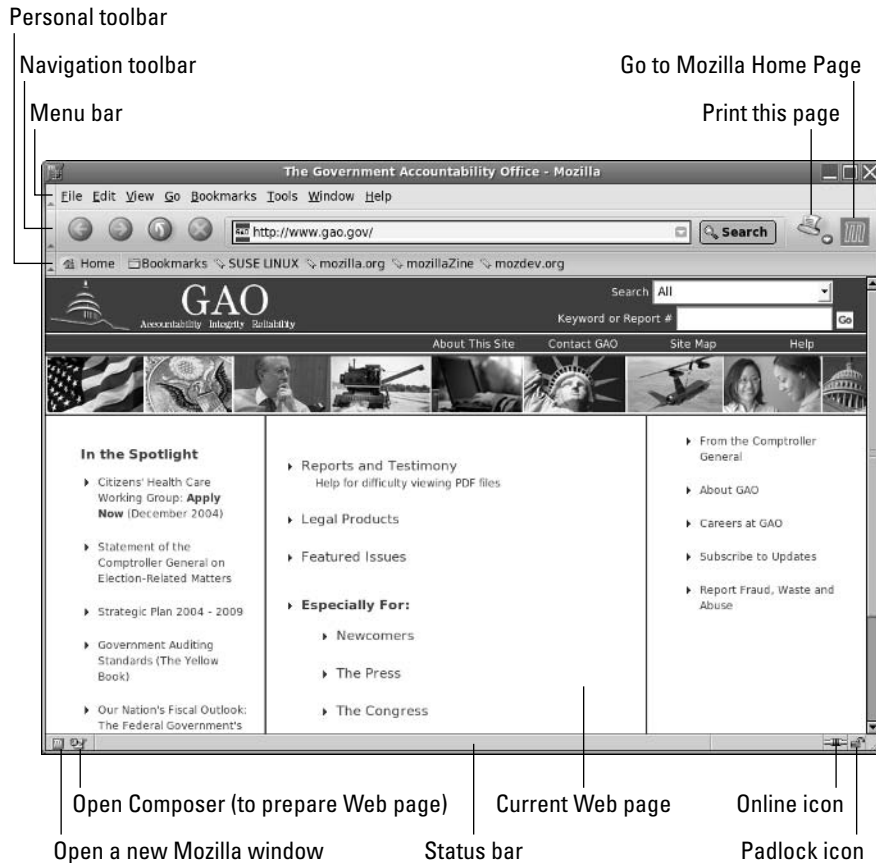 Personal toolbar
Navigation toolbar
Go to Mozilla Home Page
Menu bar
Print this page
The Government Accountability Office - Mozilla
File Edit View Go Bookmarks Tools Window Help
GAO http://www.gao.gov/ Search
Home Bookmarks SUSE LINUX mozilla.org mozillaZine mozdev.org
GAO
Accountability Integrity Reliability
Search All
Keyword or Report # Go
About This Site Contact GAO Site Map Help
In the Spotlight
Citizens' Health Care
Working Group: Apply
Now (December 2004)
Statement of the
Comptroller General on
Election-Related Matters
Strategic Plan 2004 - 2009
Government Auditing
Standards (The Yellow
Book)
Our Nation's Fiscal Outlook:
The Federal Government's
Reports and Testimony
Help for difficulty viewing PDF files
Legal Products
Featured Issues
Especially For:
Newcomers
The Press
The Congress
From the Comptroller
General
About GAO
Careers at GAO
Subscribe to Updates
Report Fraud, Waste and
Abuse
Open Composer (to prepare Web page)
Current Web page
Online icon
Open a new Mozilla window
Status bar
Padlock icon